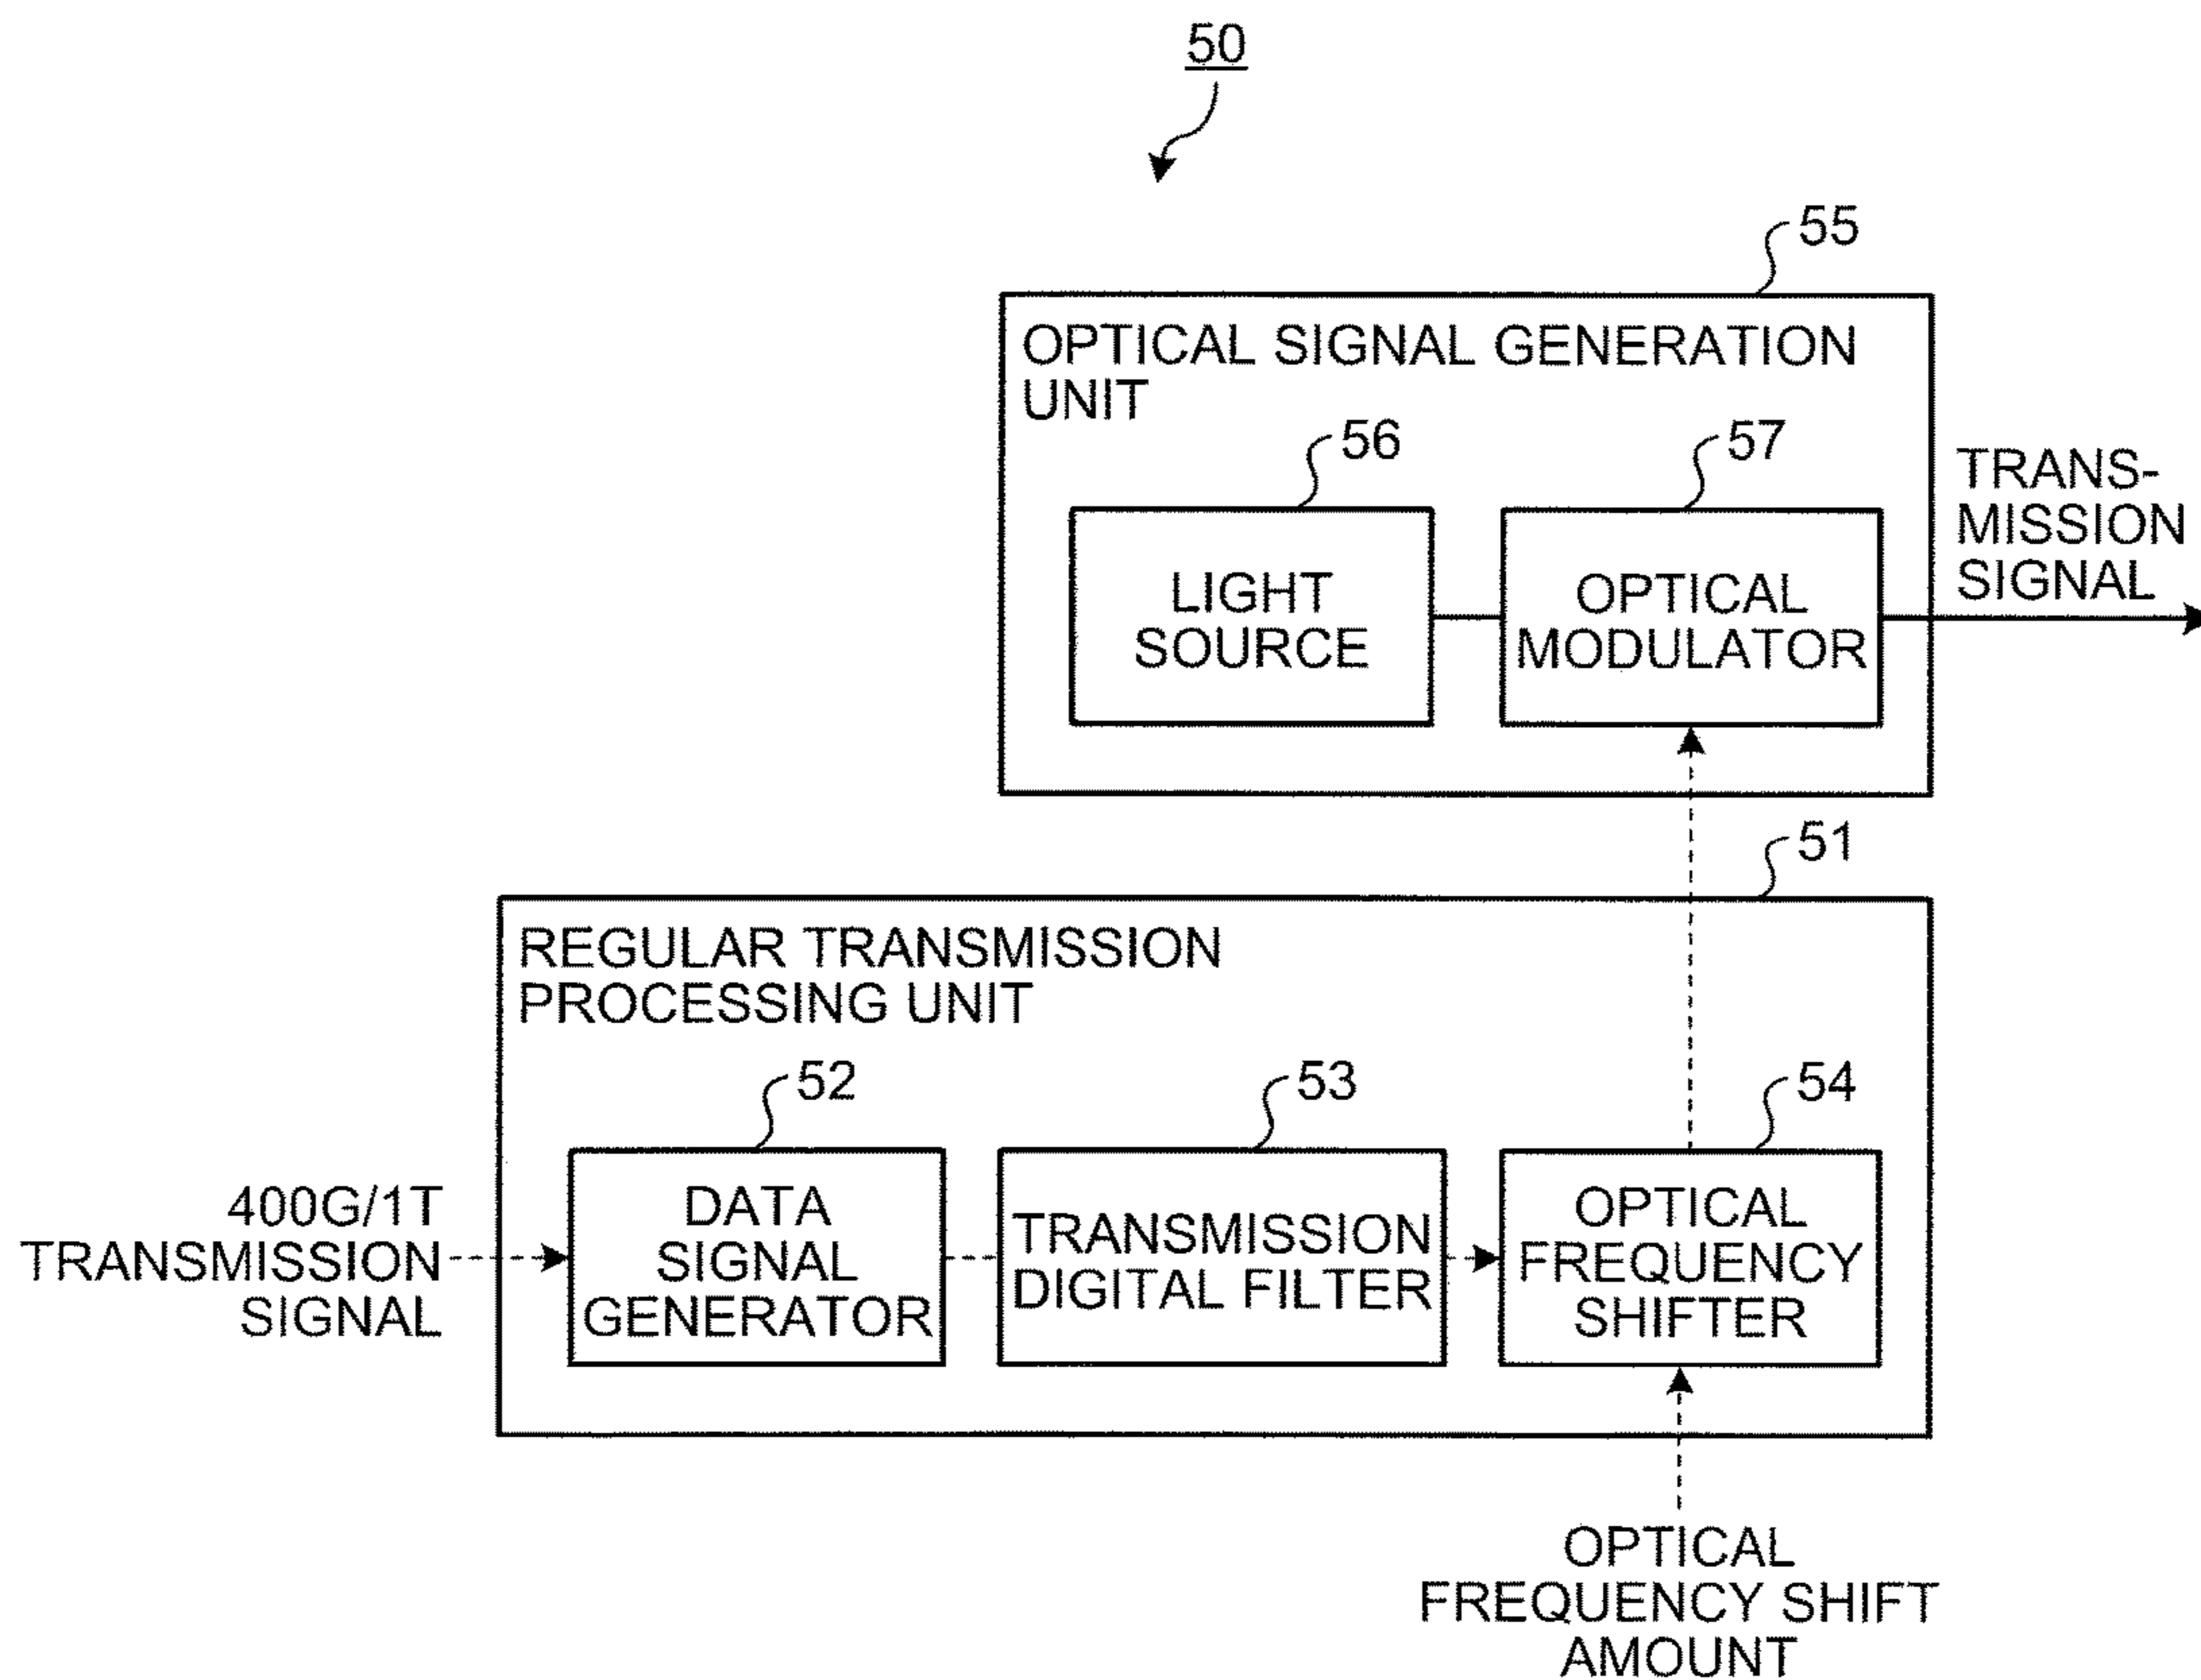 50
55
OPTICAL SIGNAL GENERATION
UNIT
56
57
LIGHT
SOURCE
OPTICAL
MODULATOR
TRANS-
MISSION
SIGNAL
51
REGULAR TRANSMISSION
PROCESSING UNIT
52
53
54
400G/1T
TRANSMISSION
SIGNAL
DATA
SIGNAL
GENERATOR
TRANSMISSION
DIGITAL FILTER
OPTICAL
FREQUENCY
SHIFTER
OPTICAL
FREQUENCY SHIFT
AMOUNT